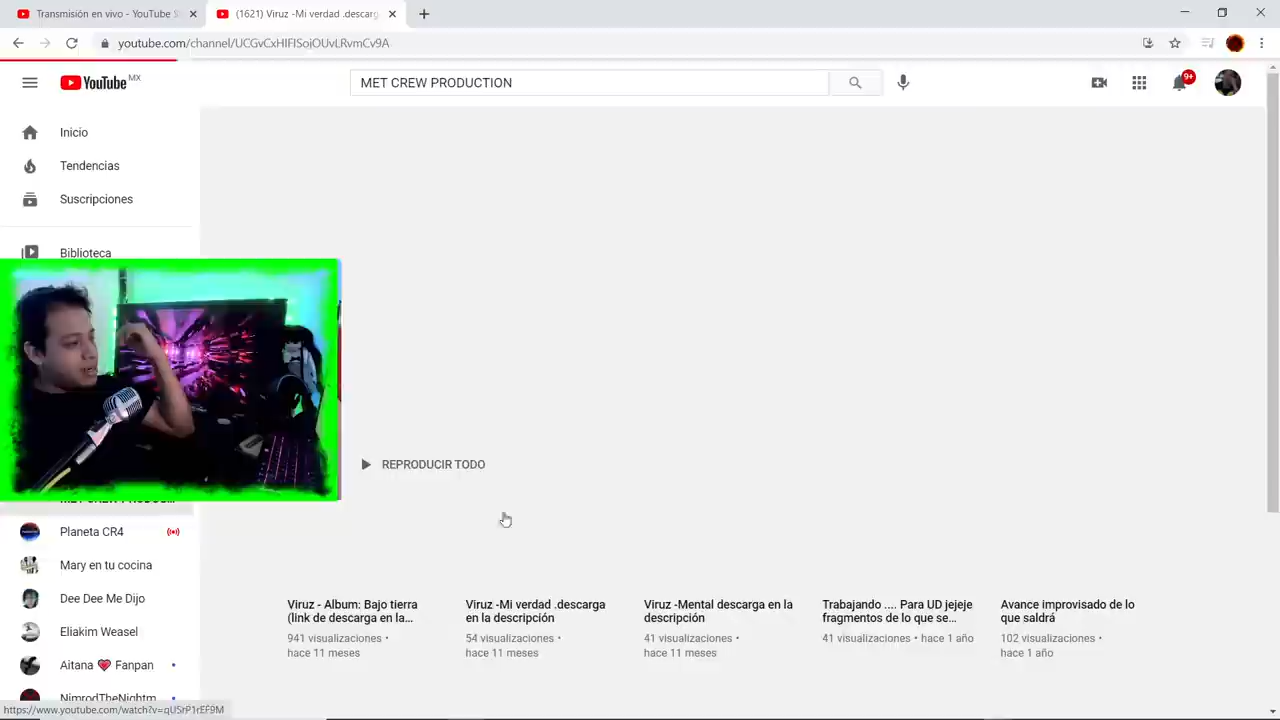 Transmisión en vivo - YouTube S
(1621) Viruz -Mi verdad .descarg
youtube.com/channel/UCGvCxHIFISojOUvLRvmCv9A
YouTube MX
MET CREW PRODUCTION
9+
Inicio
Tendencias
Suscripciones
Biblioteca
REPRODUCIR TODO
Planeta CR4
Mary en tu cocina
Dee Dee Me Dijo
Eliakim Weasel
Aitana 💗 Fanpan
NimrodTheNightm
Viruz - Album: Bajo tierra
(link de descarga en la...
941 visualizaciones •
hace 11 meses
Viruz -Mi verdad .descarga
en la descripción
54 visualizaciones •
hace 11 meses
Viruz -Mental descarga en la
descripción
41 visualizaciones •
hace 11 meses
Trabajando .... Para UD jejeje
fragmentos de lo que se...
41 visualizaciones • hace 1 año
Avance improvisado de lo
que saldrá
102 visualizaciones •
hace 1 año
https://www.youtube.com/watch?v=qUSrP1rEF9M